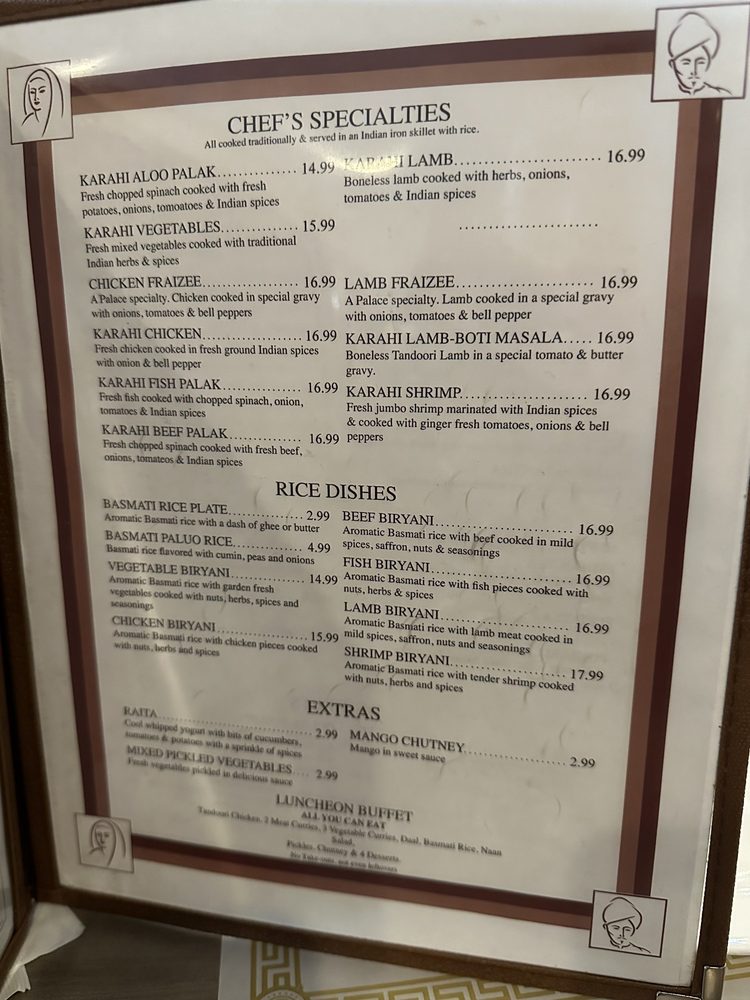 CHEF'S SPECIALTIES
All cooked traditionally & served in an Indian iron skillet with rice.
KARAHI ALOO PALAK.............. 14.99
Fresh chopped spinach cooked with fresh
potatoes, onions, tomoatoes & Indian spices
KARAHI VEGETABLES.............. 15.99
Fresh mixed vegetables cooked with traditional
Indian herbs & spices
CHICKEN FRAIZEE.................... 16.99
A Palace specialty. Chicken cooked in special gravy
with onions, tomatoes & bell peppers
KARAHI CHICKEN..................... 16.99
Fresh chicken cooked in fresh ground Indian spices
with onion & bell pepper
KARAHI FISH PALAK................. 16.99
Fresh fish cooked with chopped spinach, onion,
tomatoes & Indian spices
KARAHI BEEF PALAK............... 16.99
Fresh chopped spinach cooked with fresh beef,
onions, tomateos & Indian spices
KARAHI LAMB........................... 16.99
Boneless lamb cooked with herbs, onions,
tomatoes & Indian spices
.........................
LAMB FRAIZEE......................... 16.99
A Palace specialty. Lamb cooked in a special gravy
with onions, tomatoes & bell pepper
KARAHI LAMB-BOTI MASALA..... 16.99
Boneless Tandoori Lamb in a special tomato & butter
gravy.
KARAHI SHRIMP....................... 16.99
Fresh jumbo shrimp marinated with Indian spices
& cooked with ginger fresh tomatoes, onions & bell
peppers
RICE DISHES
BASMATI RICE PLATE.................. 2.99
Aromatic Basmati rice with a dash of ghee or butter
BASMATI PALUO RICE................ 4.99
Basmati rice flavored with cumin, peas and onions
VEGETABLE BIRYANI.................. 14.99
Aromatic Basmati rice with garden fresh
vegetables cooked with nuts, herbs, spices and
seasonings
CHICKEN BIRYANI...................... 15.99
Aromatic Basmati rice with chicken pieces cooked
with nuts, herbs and spices
BEEF BIRYANI........................... 16.99
Aromatic Basmati rice with beef cooked in mild
spices, saffron, nuts & seasonings
FISH BIRYANI........................... 16.99
Aromatic Basmati rice with fish pieces cooked with
nuts, herbs & spices
LAMB BIRYANI.......................... 16.99
Aromatic Basmati rice with lamb meat cooked in
mild spices, saffron, nuts and seasonings
SHRIMP BIRYANI...................... 17.99
Aromatic Basmati rice with tender shrimp cooked
with nuts, herbs and spices
EXTRAS
RAITA................................... 2.99
Cool whipped yogurt with bits of cucumbers,
tomatoes & potatoes with a sprinkle of spices
MIXED PICKLED VEGETABLES..... 2.99
Fresh vegetables pickled in delicious sauce
MANGO CHUTNEY...................... 2.99
Mango in sweet sauce
LUNCHEON BUFFET
ALL YOU CAN EAT
Tandoori Chicken, 2 Meat Curries, 3 Vegetable Curries, Daal, Basmati Rice, Naan
Salad,
Pickles, Chutney & 4 Desserts.
No Take-outs, not even leftovers